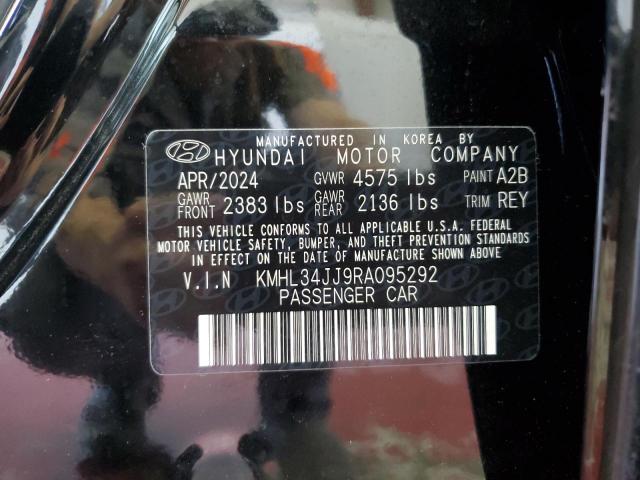 MANUFACTURED IN KOREA BY
HYUNDAI MOTOR COMPANY
APR/2024 GVWR 4575 lbs PAINT A2B
GAWR FRONT 2383 lbs GAWR REAR 2136 lbs TRIM REY
THIS VEHICLE CONFORMS TO ALL APPLICABLE U.S.A. FEDERAL
MOTOR VEHICLE SAFETY, BUMPER, AND THEFT PREVENTION STANDARDS
IN EFFECT ON THE DATE OF MANUFACTURE SHOWN ABOVE
V.I.N KMHL34JJ9RA095292
PASSENGER CAR